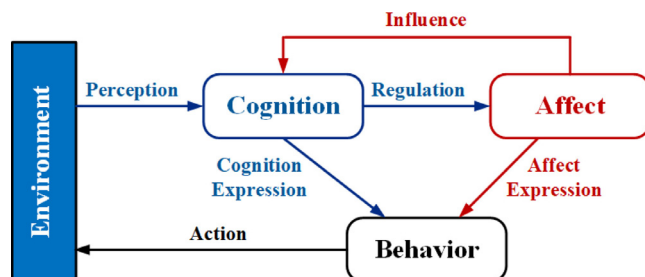 Influence
Perception
Regulation
Cognition
Affect
Environment
Cognition
Expression
Affect
Expression
Action
Behavior